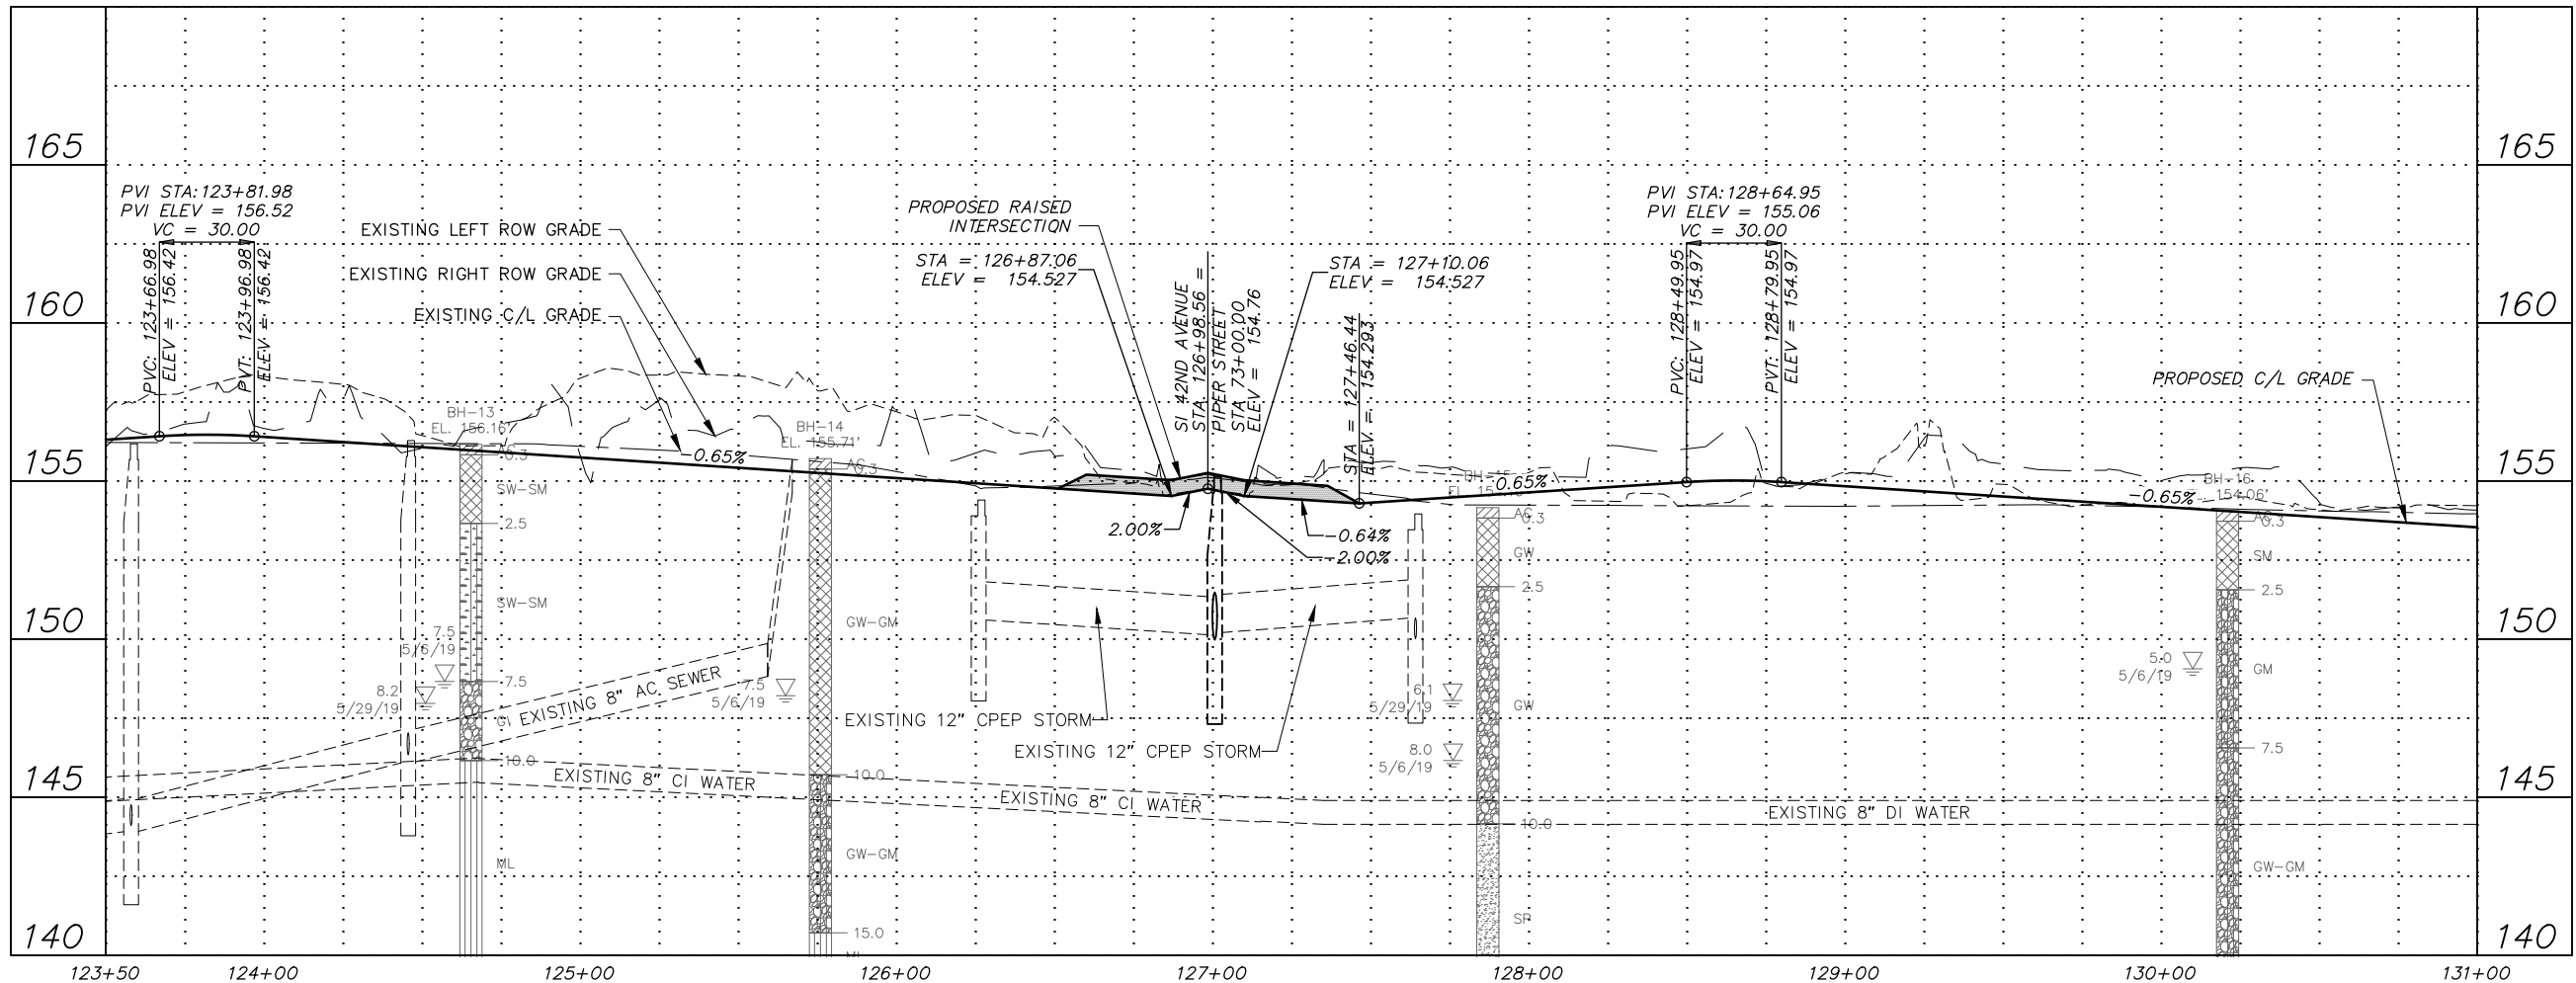 165
165
PVI STA:123+81.98
PVI ELEV = 156.52
VC = 30.00
PVC: 123+66.98
ELEV = 156.42
PVT: 123+96.98
ELEV = 156.42
EXISTING LEFT ROW GRADE
EXISTING RIGHT ROW GRADE
EXISTING C/L GRADE
PROPOSED RAISED
INTERSECTION
STA = 126+87.06
ELEV = 154.527
SI 42ND AVENUE
STA. 126+98.56 =
PIPER STREET
STA 73+00.00
ELEV = 154.76
STA = 127+10.06
ELEV = 154.527
STA = 127+46.44
ELEV = 154.293
PVI STA:128+64.95
PVI ELEV = 155.06
VC = 30.00
PVC: 128+49.95
ELEV = 154.97
PVT: 128+79.95
ELEV = 154.97
PROPOSED C/L GRADE
160
160
155
155
BH-13
EL. 156.16'
AC
0.3
SW-SM
2.5
SW-SM
7.5
5/6/19
7.5
8.2
5/29/19
10.0
ML
EXISTING 8" AC SEWER
-0.65%
BH-14
EL. 155.71'
AC
0.3
GW-GM
7.5
5/6/19
10.0
GW-GM
15.0
2.00%
-0.64%
-2.00%
0.65%
BH-15
AC
0.3
GW
2.5
GW
6.1
5/29/19
8.0
5/6/19
10.0
SP
-0.65%
BH-16
154.06'
AC
0.3
SM
2.5
GM
5.0
5/6/19
7.5
GW-GM
150
150
EXISTING 12" CPEP STORM
EXISTING 12" CPEP STORM
EXISTING 8" CI WATER
EXISTING 8" CI WATER
EXISTING 8" DI WATER
145
145
140
140
123+50
124+00
125+00
126+00
127+00
128+00
129+00
130+00
131+00